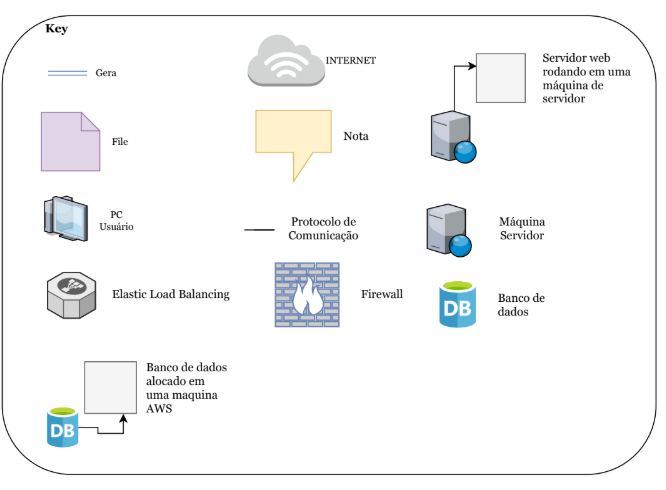 Key
Gera
INTERNET
Servidor web
rodando em uma
máquina de
servidor
File
Nota
PC
Usuário
Protocolo de
Comunicação
Máquina
Servidor
Elastic Load Balancing
Firewall
DB
Banco de
dados
Banco de dados
alocado em
uma maquina
AWS
DB